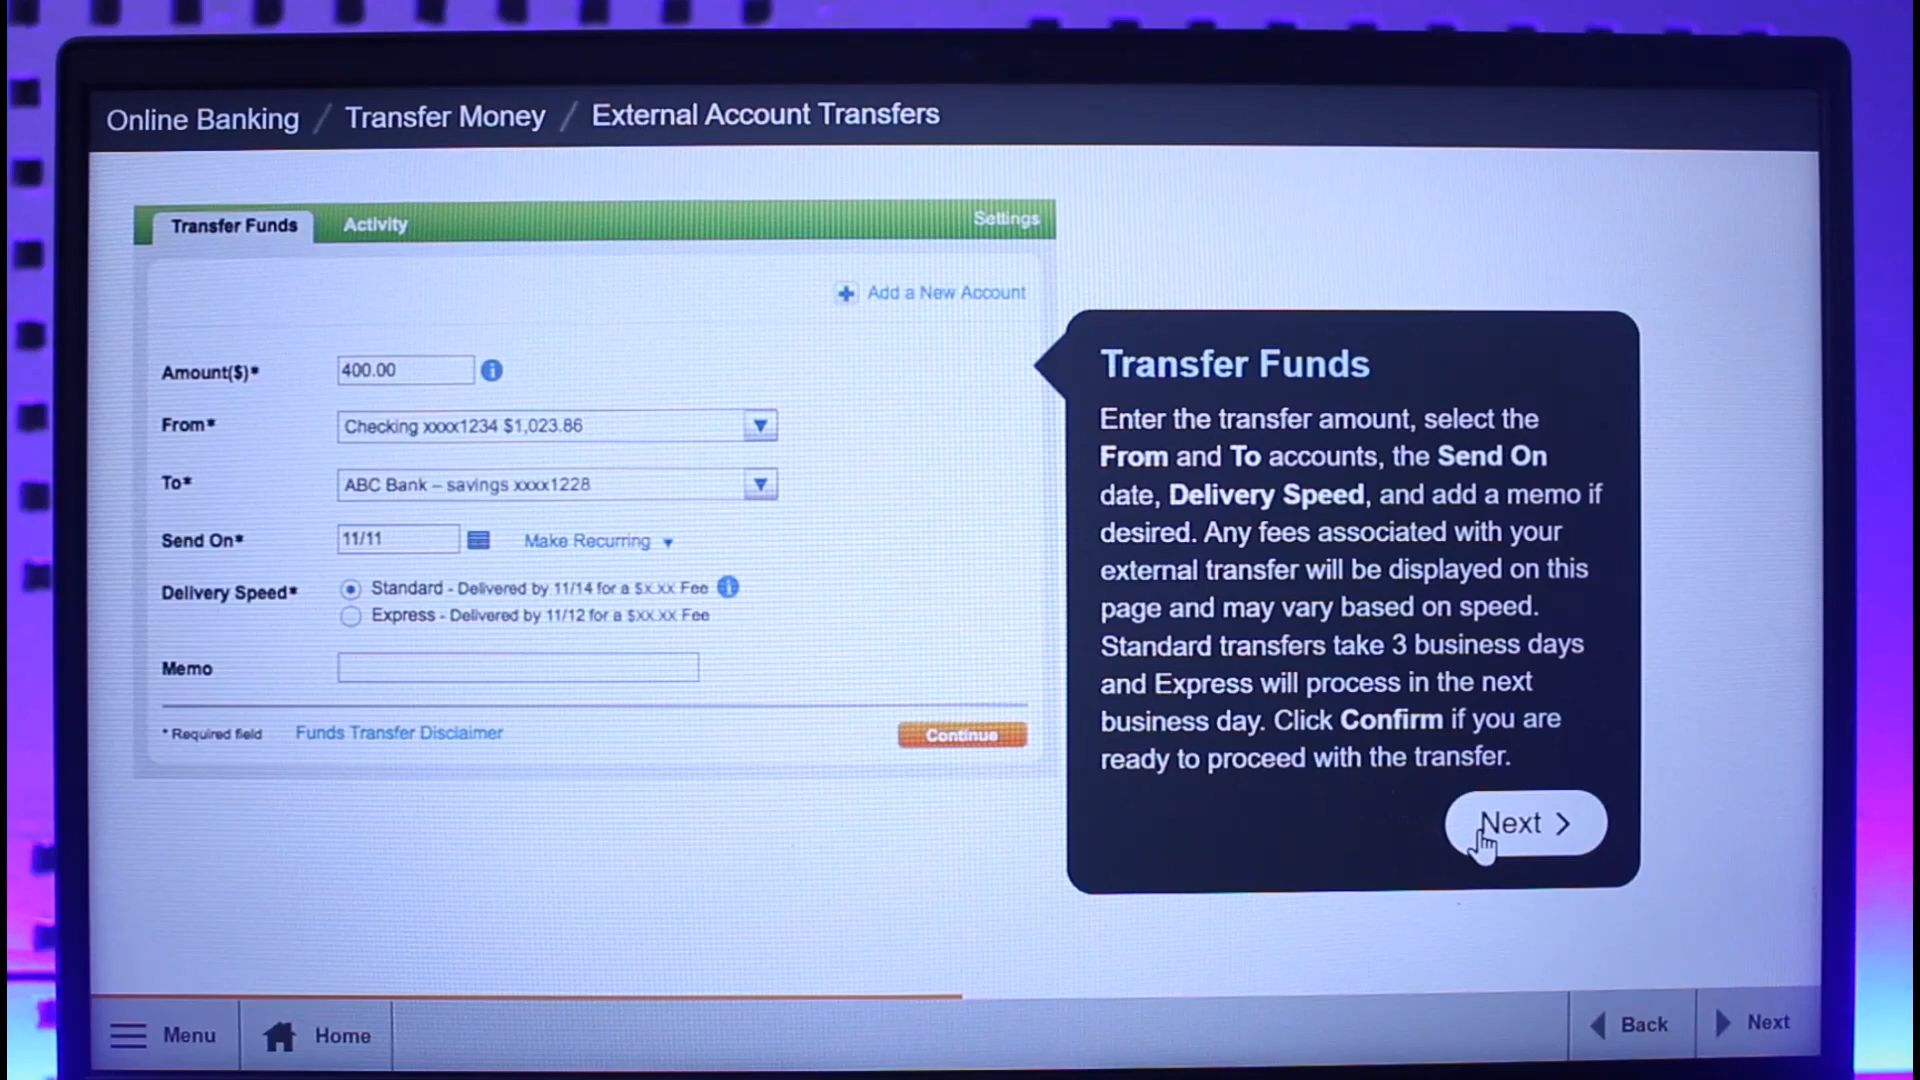 Online Banking / Transfer Money / External Account Transfers
Transfer Funds Activity Settings
Add a New Account
Amount($)* 400.00
From* Checking xxxx1234 $1,023.86
To* ABC Bank – savings xxxx1228
Send On* 11/11 Make Recurring
Delivery Speed* Standard - Delivered by 11/14 for a $x.xx Fee
Express - Delivered by 11/12 for a $xx.xx Fee
Memo
* Required field Funds Transfer Disclaimer Continue
Transfer Funds
Enter the transfer amount, select the
From and To accounts, the Send On
date, Delivery Speed, and add a memo if
desired. Any fees associated with your
external transfer will be displayed on this
page and may vary based on speed.
Standard transfers take 3 business days
and Express will process in the next
business day. Click Confirm if you are
ready to proceed with the transfer.
Next
Menu Home Back Next